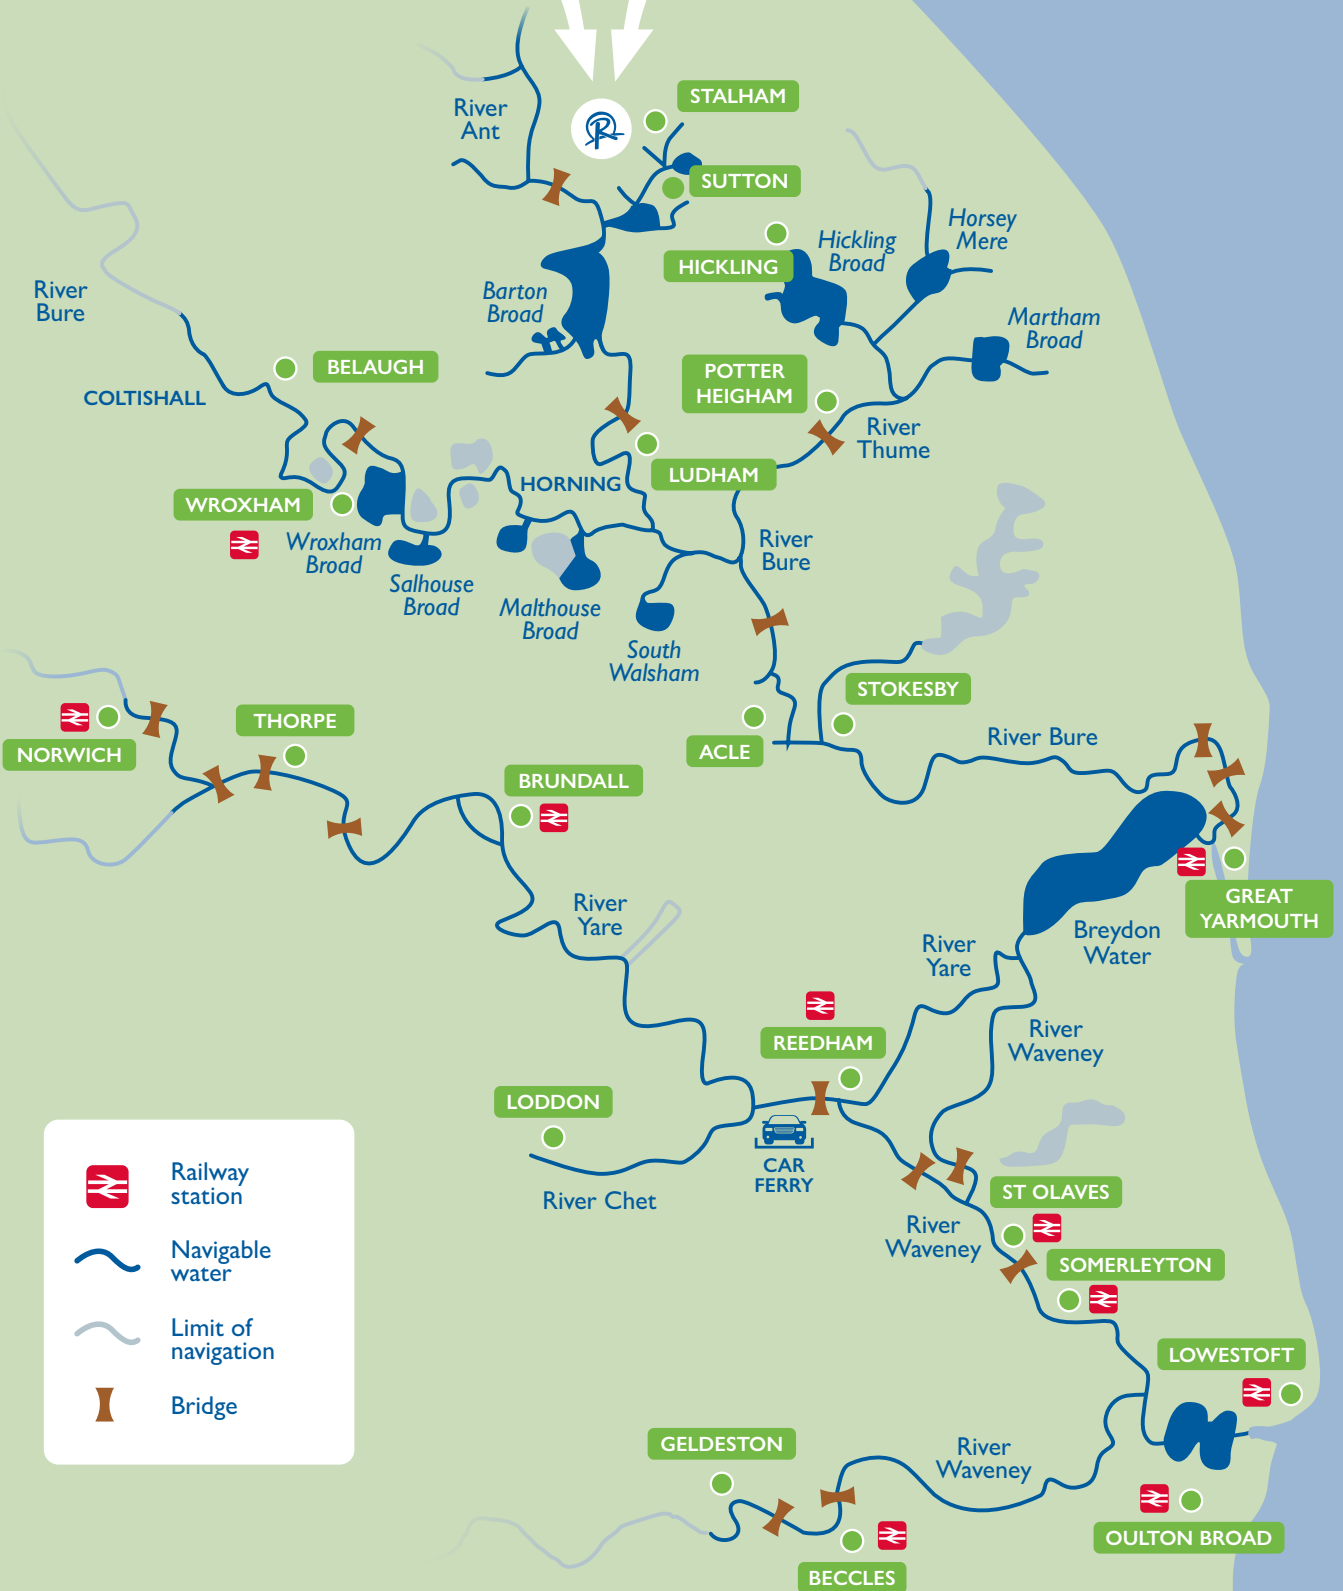 STALHAM
River
Ant
R
SUTTON
Horsey
Mere
Hickling
Broad
HICKLING
River
Bure
Barton
Broad
Martham
Broad
BELAUGH
POTTER
HEIGHAM
COLTISHALL
River
Thume
LUDHAM
HORNING
WROXHAM
Wroxham
Broad
River
Bure
Salhouse
Broad
Malthouse
Broad
South
Walsham
STOKESBY
THORPE
NORWICH
ACLE
River Bure
BRUNDALL
GREAT
YARMOUTH
River
Yare
Breydon
Water
River
Yare
River
Waveney
REEDHAM
LODDON
CAR
FERRY
River Chet
ST OLAVES
River
Waveney
SOMERLEYTON
LOWESTOFT
GELDESTON
River
Waveney
OULTON BROAD
BECCLES
Railway
station
Navigable
water
Limit of
navigation
Bridge